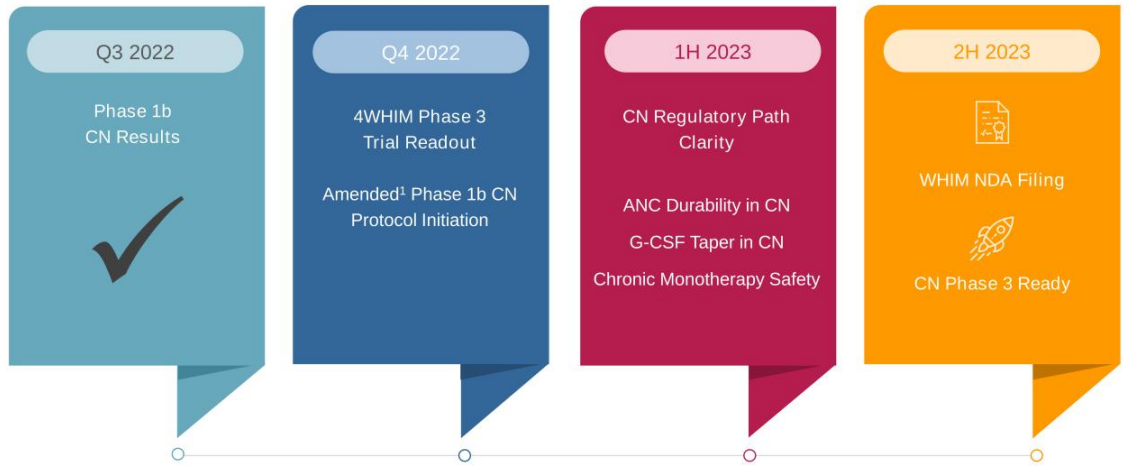 Q3 2022
Phase 1b
CN Results
Q4 2022
4WHIM Phase 3
Trial Readout
Amended¹ Phase 1b CN
Protocol Initiation
1H 2023
CN Regulatory Path
Clarity
ANC Durability in CN
G-CSF Taper in CN
Chronic Monotherapy Safety
2H 2023
WHIM NDA Filing
CN Phase 3 Ready